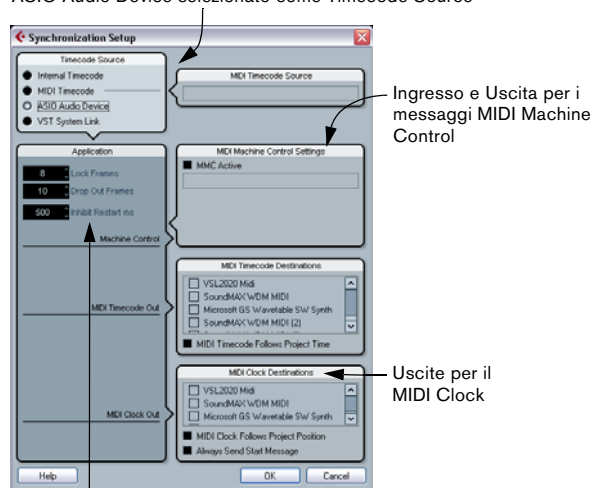 ASIO Audio Device selezionato come Timecode Source
Synchronization Setup
Timecode Source
Internal Timecode
MIDI Timecode
ASIO Audio Device
VST System Link
MIDI Timecode Source
Ingresso e Uscita per i
messaggi MIDI Machine
Control
Application
8 Lock Frames
10 Drop Out Frames
500 Inhibit Restart ms
Machine Control
MIDI Machine Control Settings
MMC Active
MIDI Timecode Out
MIDI Timecode Destinations
VSL2020 Midi
SoundMAX WDM MIDI
Microsoft GS Wavetable SW Synth
SoundMAX WDM MIDI [2]
MIDI Timecode Follows Project Time
MIDI Clock Out
MIDI Clock Destinations
VSL2020 Midi
SoundMAX WDM MIDI
Microsoft GS Wavetable SW Synth
MIDI Clock Follows Project Position
Always Send Start Message
Uscite per il
MIDI Clock
Help
OK
Cancel